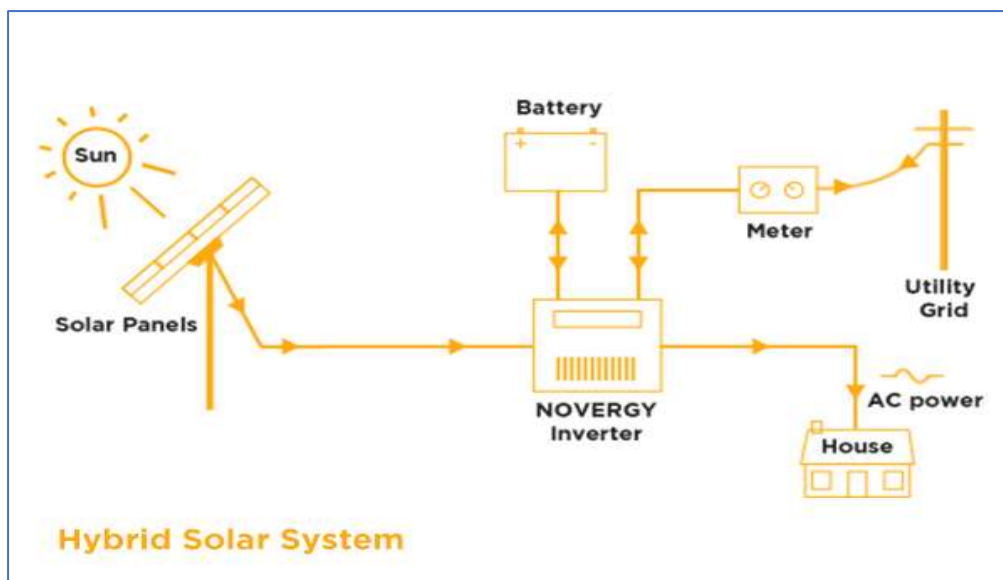 Sun
Battery
+ -
Meter
Utility
Grid
Solar Panels
NOVERGY
Inverter
AC power
House
Hybrid Solar System